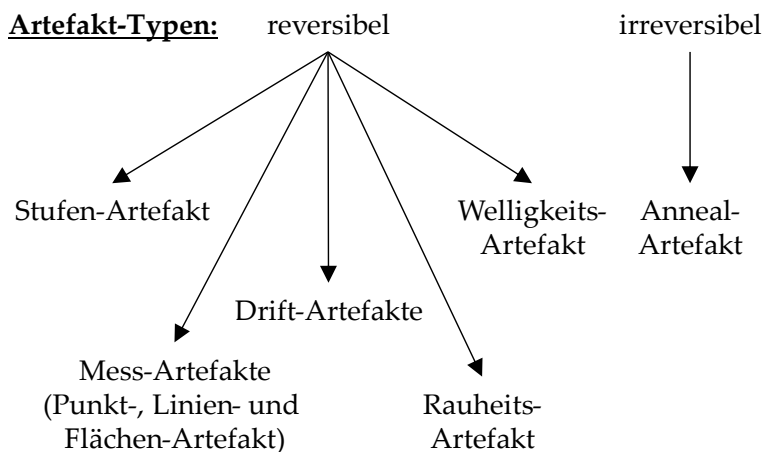 Artefakt-Typen: reversibel irreversibel
Stufen-Artefakt
Welligkeits-
Artefakt
Anneal-
Artefakt
Drift-Artefakte
Mess-Artefakte
(Punkt-, Linien- und
Flächen-Artefakt)
Rauheits-
Artefakt